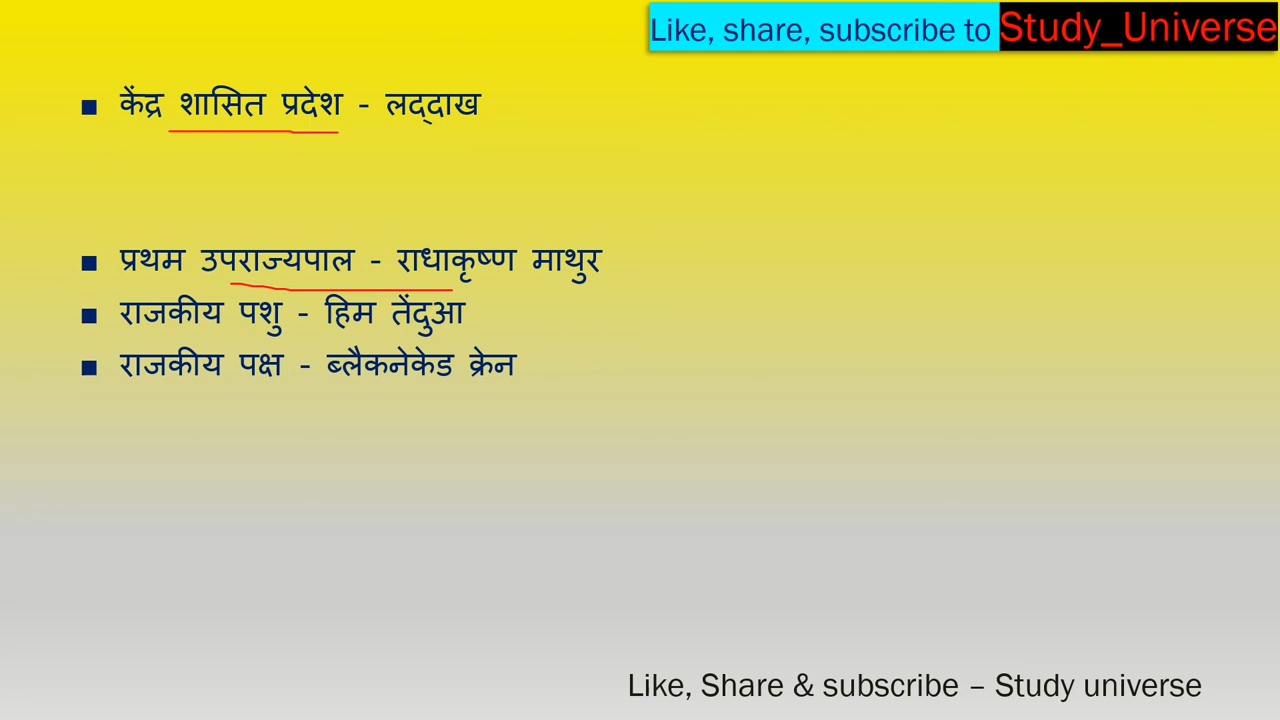 Like, share, subscribe to Study_Universe
▪ केंद्र शासित प्रदेश - लद्‌दाख
▪ प्रथम उपराज्यपाल - राधाकृष्ण माथुर
▪ राजकीय पशु - हिम तेंदुआ
▪ राजकीय पक्ष - ब्लैकनेकेड क्रेन
Like, Share & subscribe – Study universe